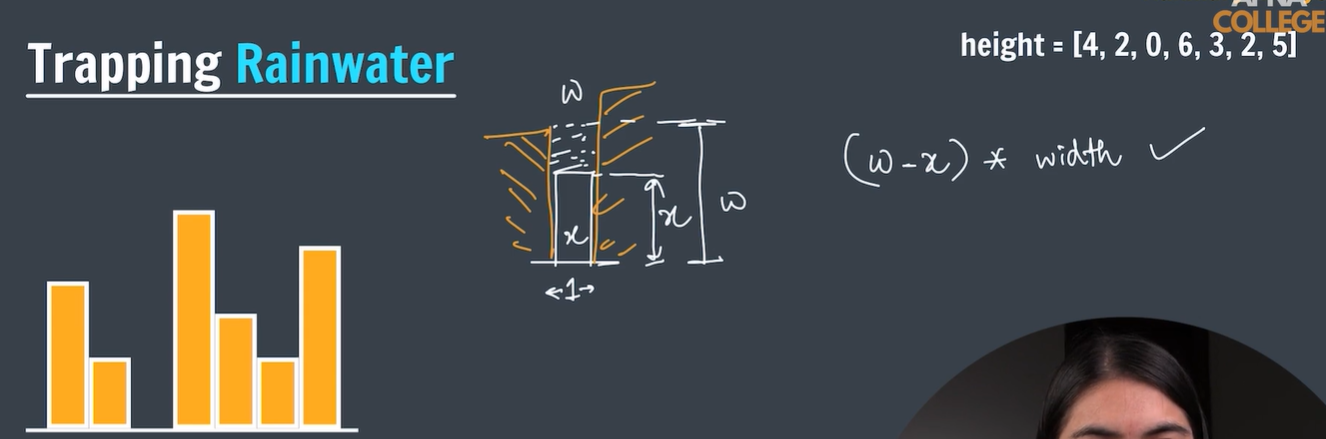 COLLEGE
Trapping Rainwater
height = [4, 2, 0, 6, 3, 2, 5]
w
(w-x) * width ✓
x
w
x
←1→